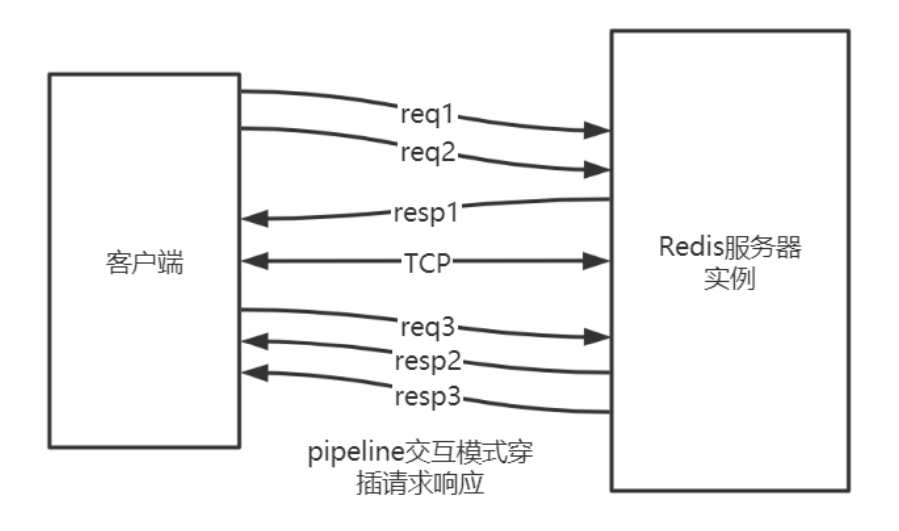 req1
req2
resp1
客户端
TCP
Redis服务器
实例
req3
resp2
resp3
pipeline交互模式穿
插请求响应